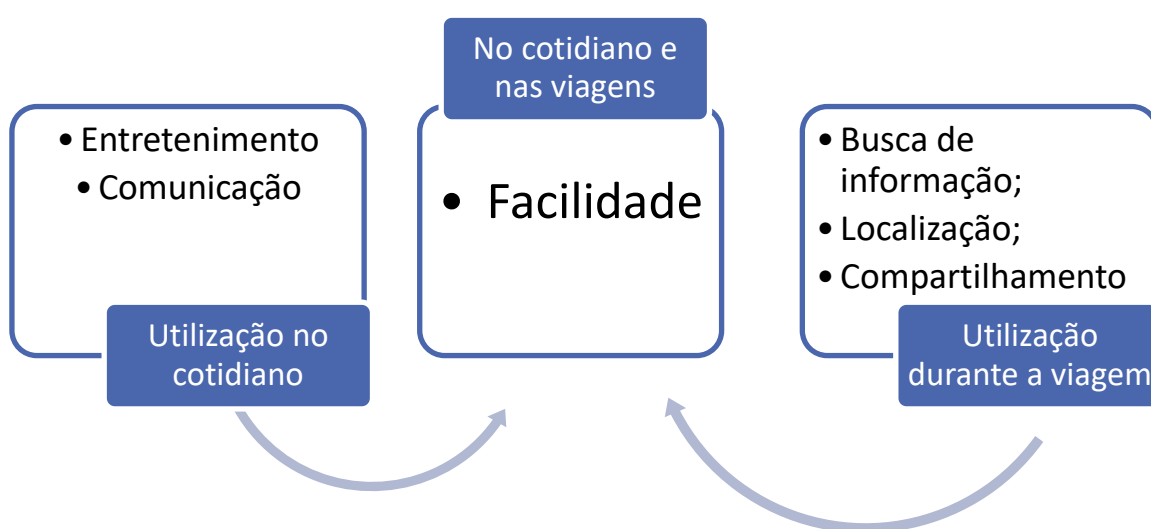 • Entretenimento
• Comunicação
Utilização no
cotidiano
No cotidiano e
nas viagens
• Facilidade
• Busca de
informação;
• Localização;
• Compartilhamento
Utilização
durante a viagem